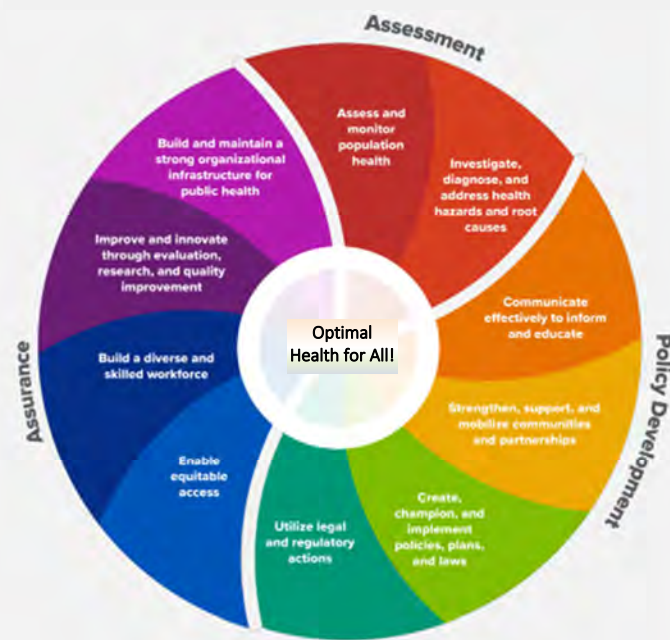 Assessment
Assess and
monitor
population
health
Investigate,
diagnose, and
address health
hazards and root
causes
Policy Development
Communicate
effectively to inform
and educate
Strengthen, support, and
mobilize communities
and partnerships
Create,
champion, and
implement
policies, plans,
and laws
Utilize legal
and regulatory
actions
Assurance
Enable
equitable
access
Build a diverse and
skilled workforce
Improve and innovate
through evaluation,
research, and quality
improvement
Build and maintain a
strong organizational
infrastructure for
public health
Optimal
Health for All!